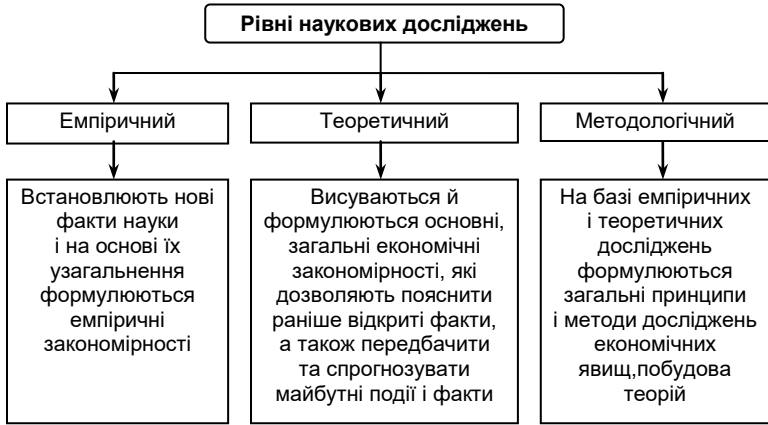 Рівні наукових досліджень
Емпіричний
Теоретичний
Методологічний
Встановлюють нові
факти науки
і на основі їх
узагальнення
формулюються
емпіричні
закономірності
Висуваються й
формулюються основні,
загальні економічні
закономірності, які
дозволяють пояснити
раніше відкриті факти,
а також передбачити
та спрогнозувати
майбутні події і факти
На базі емпіричних
і теоретичних
досліджень
формулюються
загальні принципи
і методи досліджень
економічних
явищ,побудова
теорій